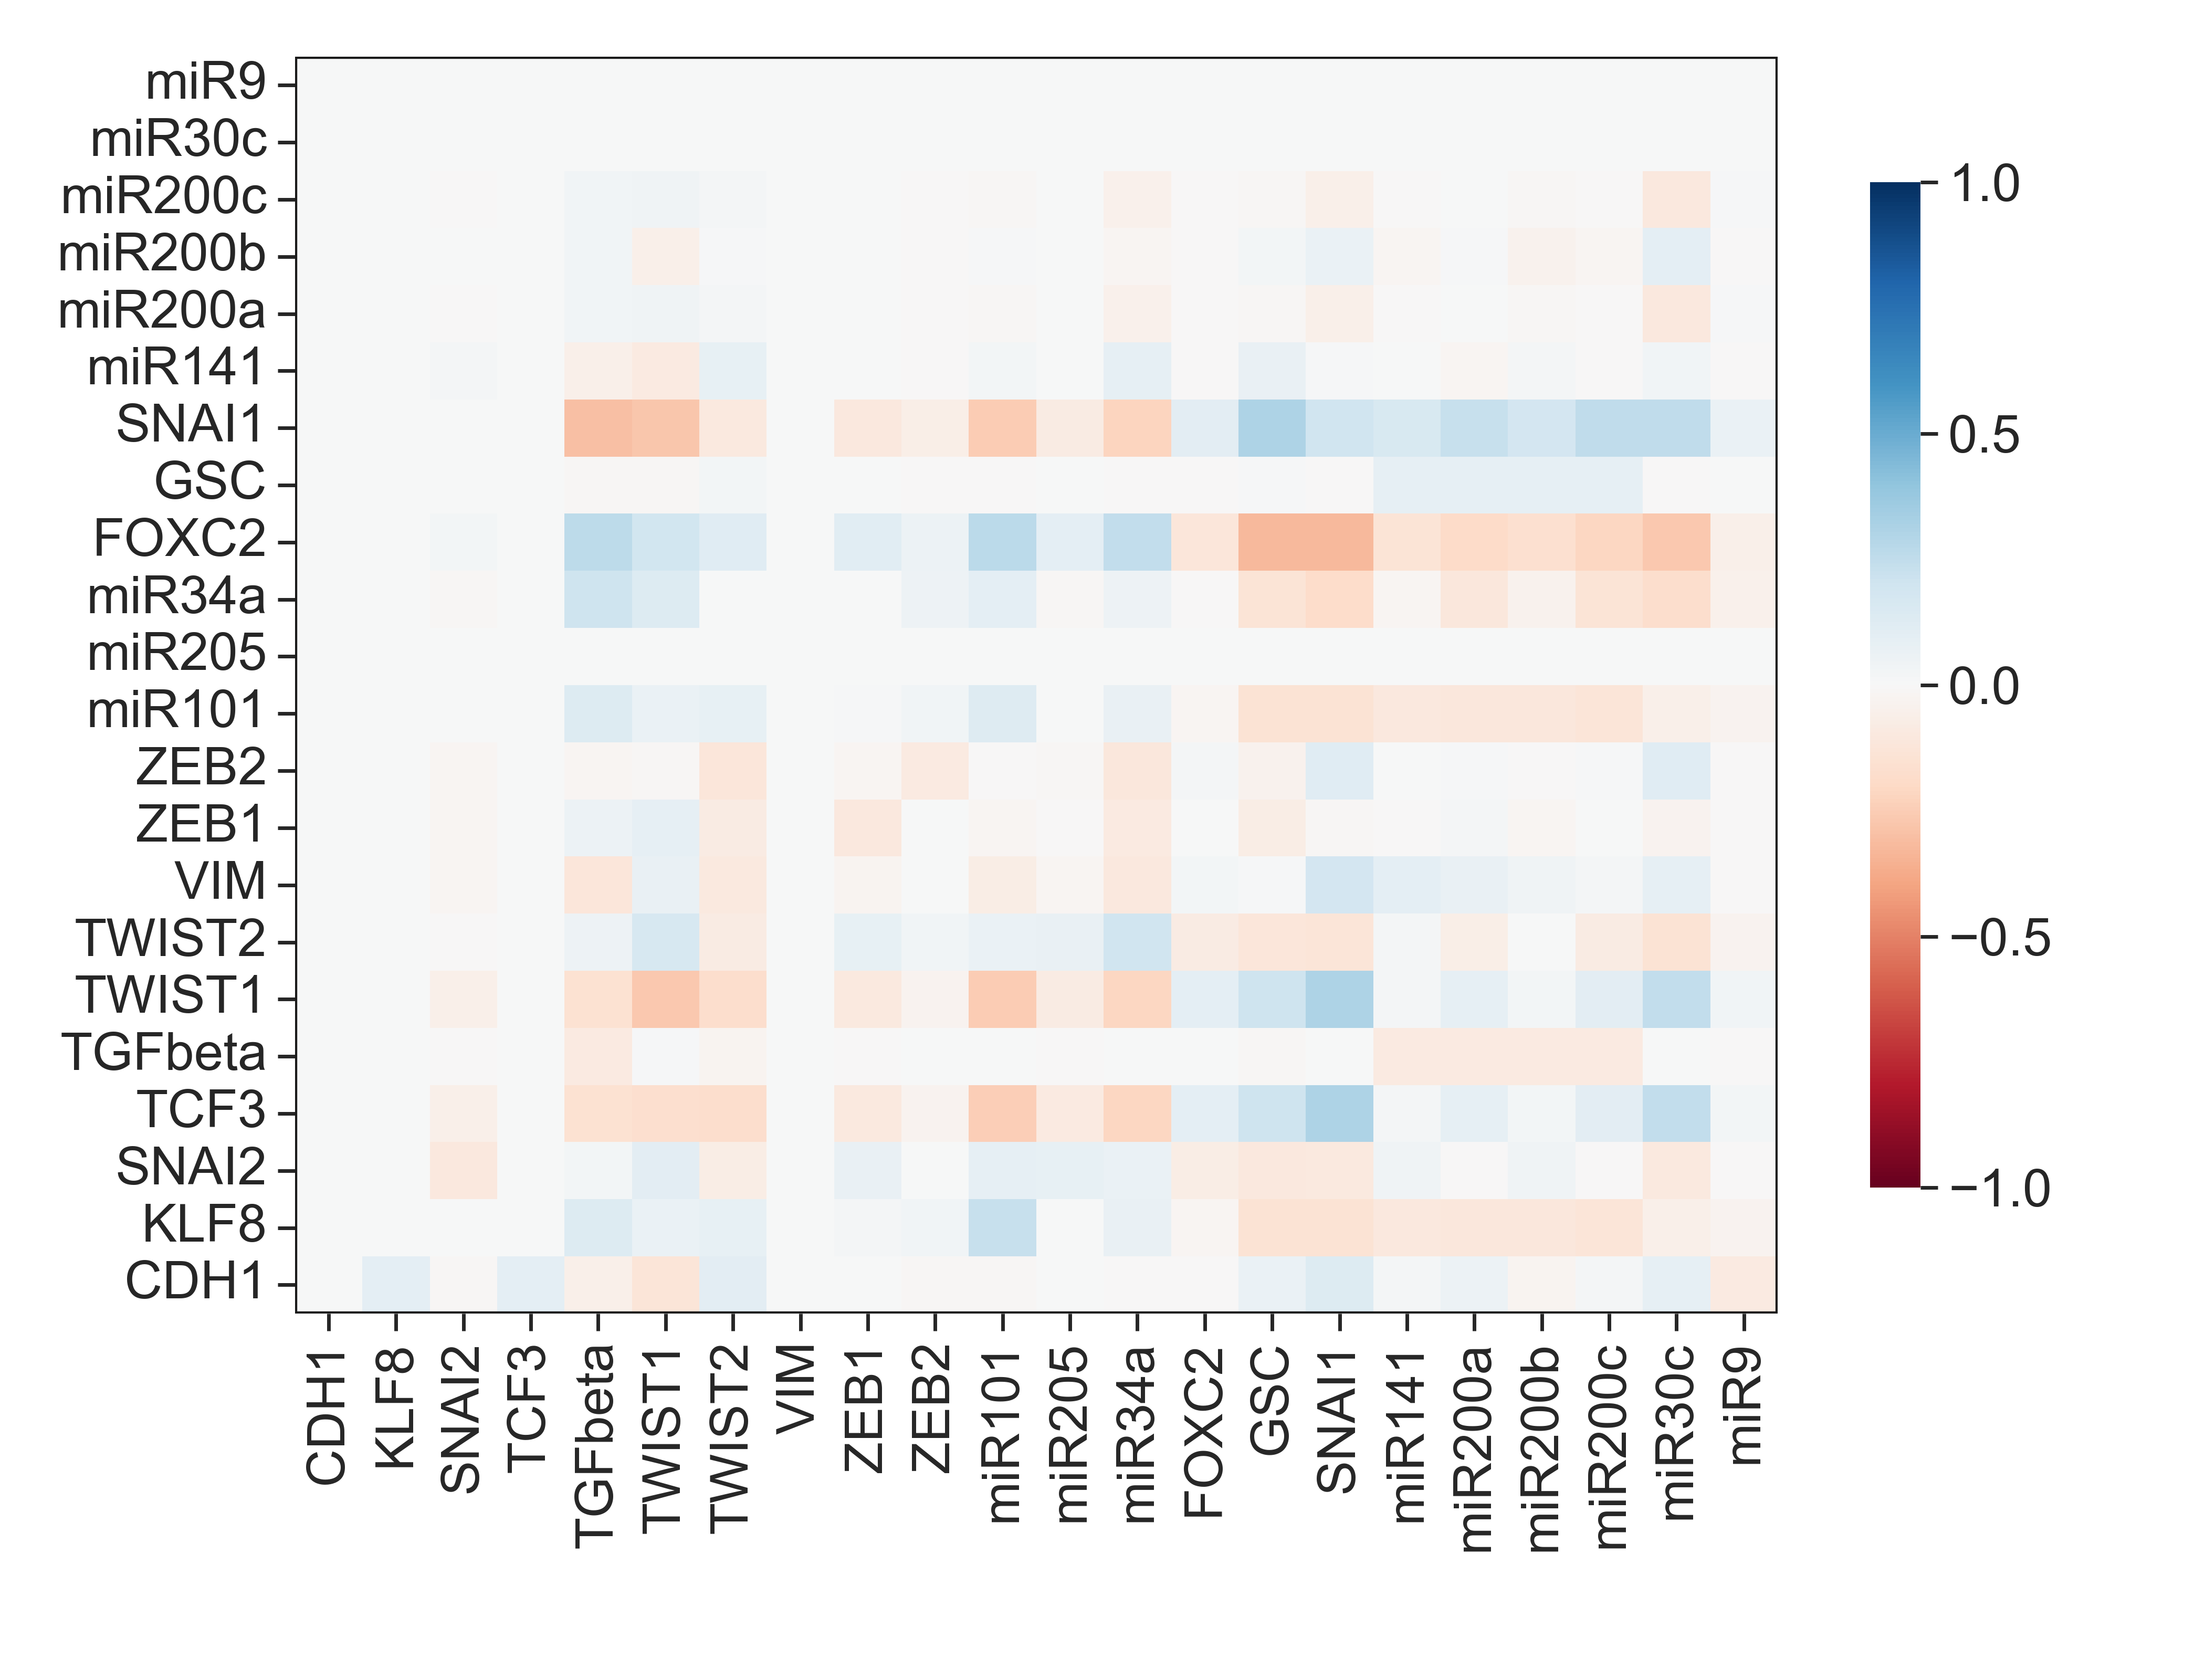 miR9
miR30c
miR200c
miR200b
miR200a
miR141
SNAI1
GSC
FOXC2
miR34a
miR205
miR101
ZEB2
ZEB1
VIM
TWIST2
TWIST1
TGFbeta
TCF3
SNAI2
KLF8
CDH1
CDH1
KLF8
SNAI2
TCF3
TGFbeta
TWIST1
TWIST2
VIM
ZEB1
ZEB2
miR101
miR205
miR34a
FOXC2
GSC
SNAI1
miR141
miR200a
miR200b
miR200c
miR30c
miR9
1.0
0.5
0.0
−0.5
−1.0